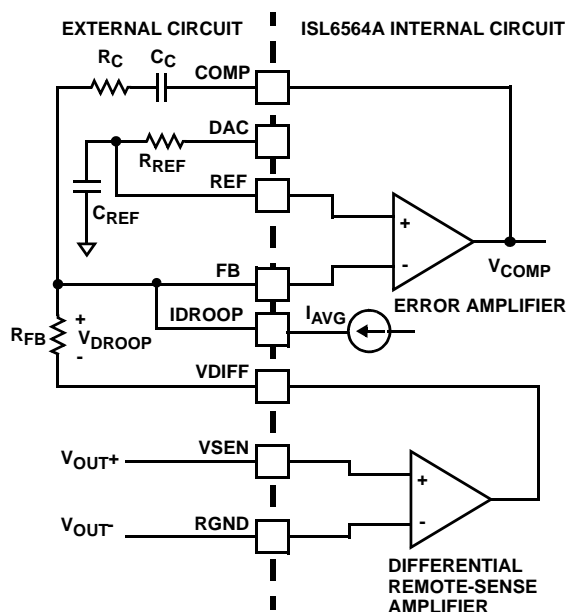 EXTERNAL CIRCUIT
ISL6564A INTERNAL CIRCUIT
RC
CC
COMP
DAC
RREF
REF
CREF
+
-
VCOMP
FB
ERROR AMPLIFIER
IDROOP
IAVG
RFB
+
VDROOP
-
VDIFF
VOUT+
VSEN
+
VOUT-
RGND
-
DIFFERENTIAL
REMOTE-SENSE
AMPLIFIER